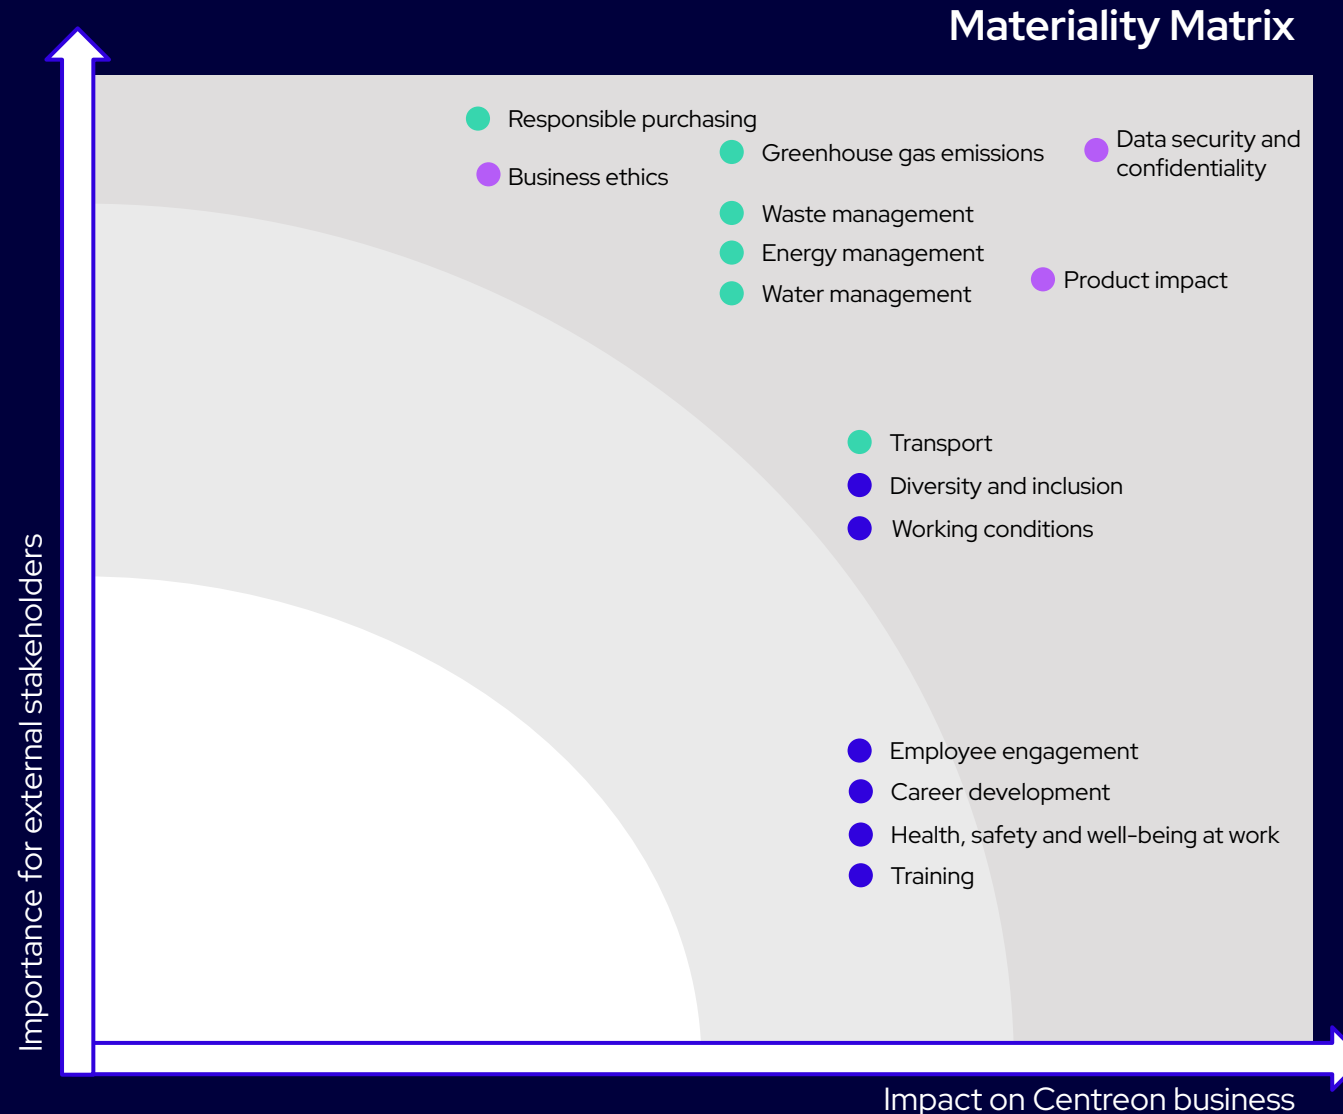 Materiality Matrix
Responsible purchasing
Greenhouse gas emissions
Data security and
confidentiality
Business ethics
Waste management
Energy management
Product impact
Water management
Transport
Diversity and inclusion
Working conditions
Employee engagement
Career development
Health, safety and well-being at work
Training
Importance for external stakeholders
Impact on Centreon business